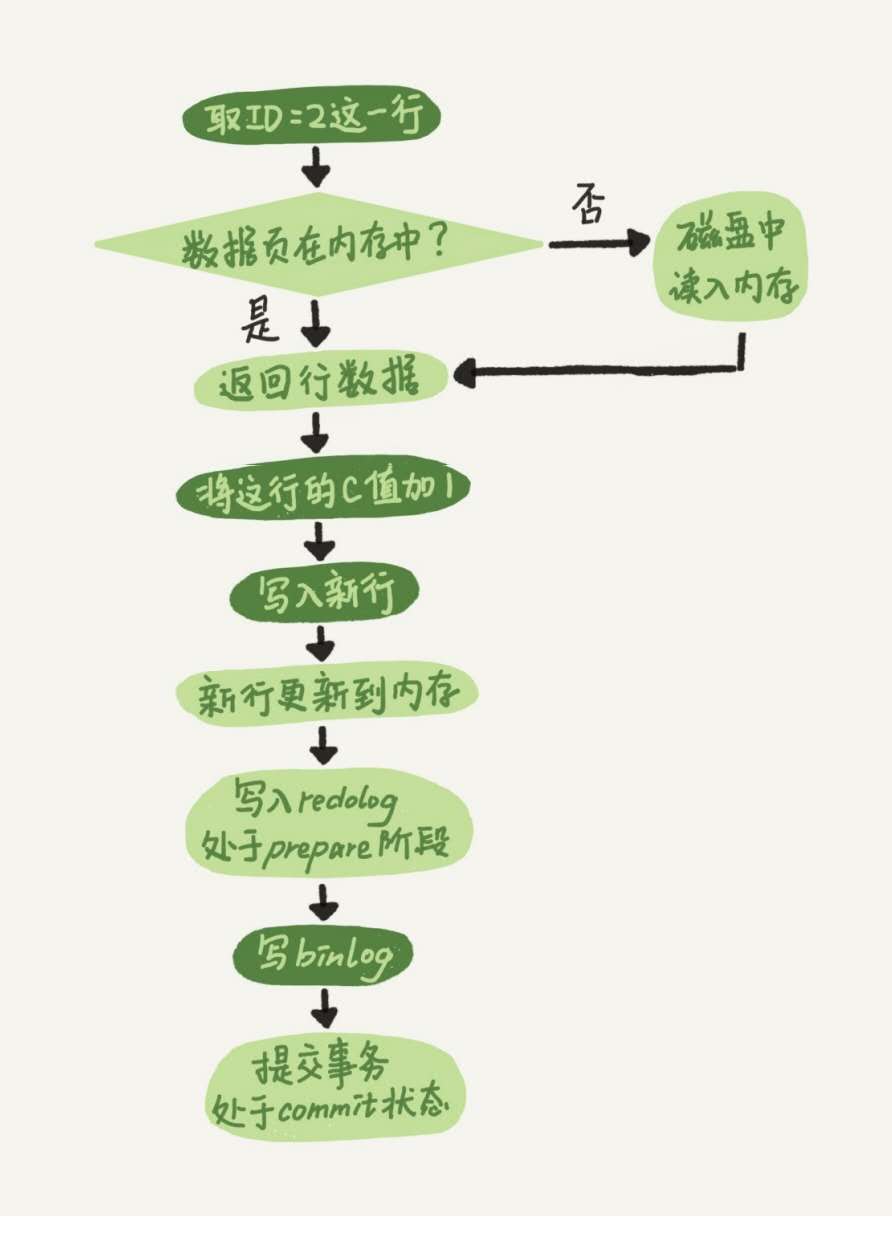 取ID=2这一行
数据页在内存中？
否
磁盘中
读入内存
是
返回行数据
将这行的C值加1
写入新行
新行更新到内存
写入redolog
处于prepare阶段
写binlog
提交事务
处于commit状态